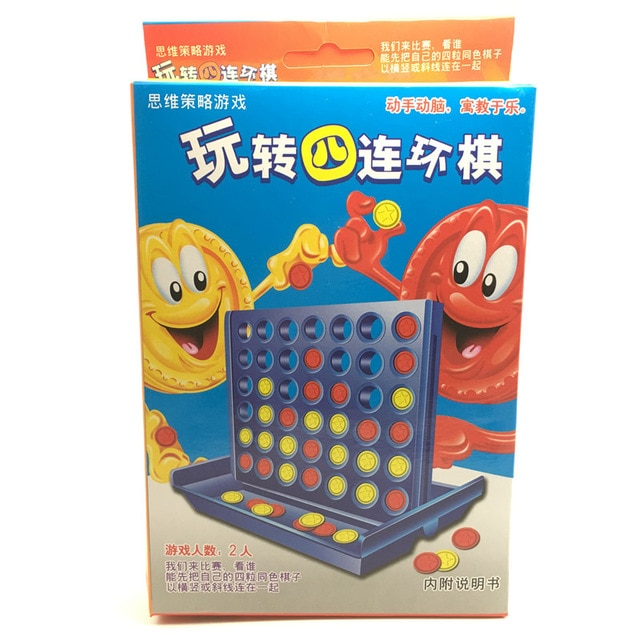 思维策略游戏
玩转四连环棋
我们来比赛，看谁
能先把自己的四粒同色棋子
以横竖或斜线连在一起
思维策略游戏
动手动脑，寓教于乐。
玩转四连环棋
游戏人数：2人
我们来比赛，看谁
能先把自己的四粒同色棋子
以横竖或斜线连在一起
内附说明书